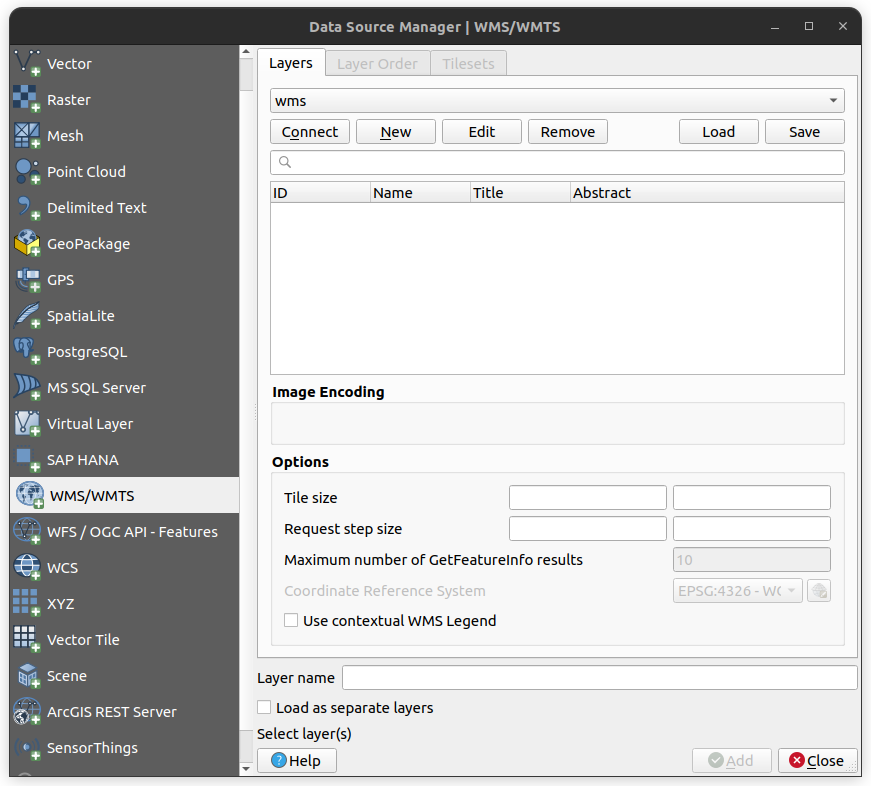 Data Source Manager | WMS/WMTS
Vector
Raster
Mesh
Point Cloud
Delimited Text
GeoPackage
GPS
SpatiaLite
PostgreSQL
MS SQL Server
Virtual Layer
SAP HANA
WMS/WMTS
WFS / OGC API - Features
WCS
XYZ
Vector Tile
Scene
ArcGIS REST Server
SensorThings
Layers Layer Order Tilesets
wms
Connect New Edit Remove Load Save
ID Name Title Abstract
Image Encoding
Options
Tile size
Request step size
Maximum number of GetFeatureInfo results 10
Coordinate Reference System EPSG:4326 - WG
Use contextual WMS Legend
Layer name
Load as separate layers
Select layer(s)
Help Add Close